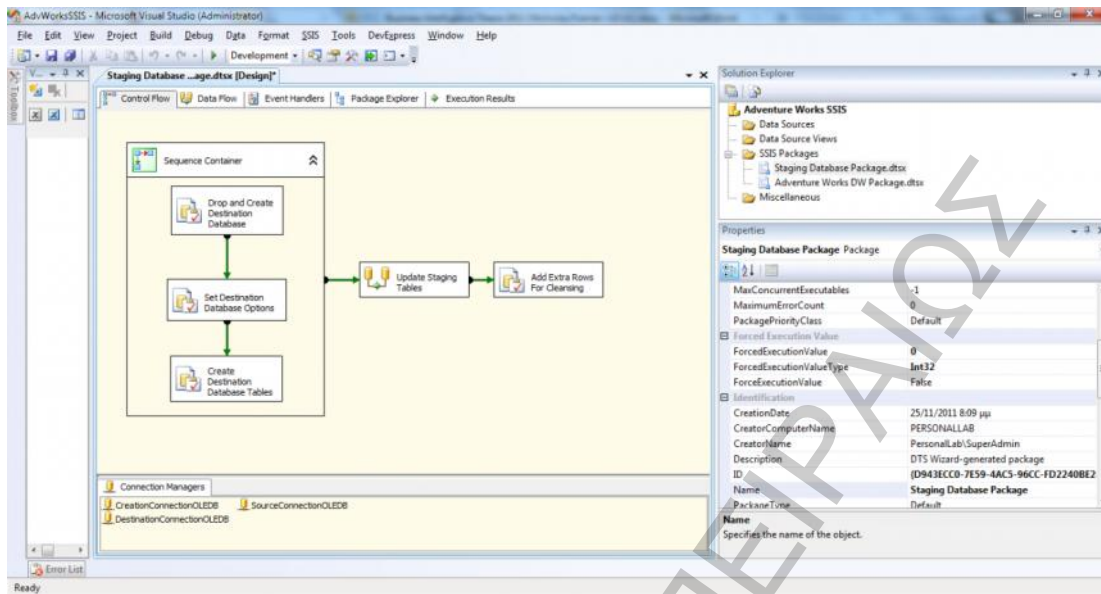 AdvWorksSSIS - Microsoft Visual Studio (Administrator)
File Edit View Project Build Debug Data Format SSIS Tools DevExpress Window Help
Development
V...
Toolbox
Staging Database ...age.dtsx [Design]*
Control Flow Data Flow Event Handlers Package Explorer Execution Results
Sequence Container
Drop and Create
Destination
Database
Set Destination
Database Options
Create
Destination
Database Tables
Update Staging
Tables
Add Extra Rows
For Cleansing
Connection Managers
CreationConnectionOLEDB SourceConnectionOLEDB
DestinationConnectionOLEDB
Error List
Ready
Solution Explorer
Adventure Works SSIS
Data Sources
Data Source Views
SSIS Packages
Staging Database Package.dtsx
Adventure Works DW Package.dtsx
Miscellaneous
Properties
Staging Database Package Package
MaxConcurrentExecutables -1
MaximumErrorCount 0
PackagePriorityClass Default
Forced Execution Value
ForcedExecutionValue 0
ForcedExecutionValueType Int32
ForceExecutionValue False
Identification
CreationDate 25/11/2011 8:09 μμ
CreatorComputerName PERSONALLAB
CreatorName PersonalLab\SuperAdmin
Description DTS Wizard-generated package
ID {D943ECC0-7E59-4AC5-96CC-FD2240BE2
Name Staging Database Package
PackageType Default
Name
Specifies the name of the object.
ΠΕΙΡΑΙΩΣ